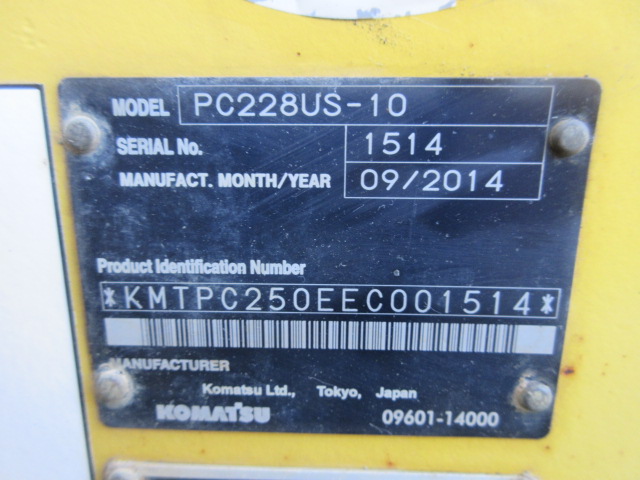 MODEL PC228US-10
SERIAL No. 1514
MANUFACT. MONTH/YEAR 09/2014
Product Identification Number
*KMTPC250EEC001514*
MANUFACTURER
Komatsu Ltd., Tokyo, Japan
KOMATSU 09601-14000